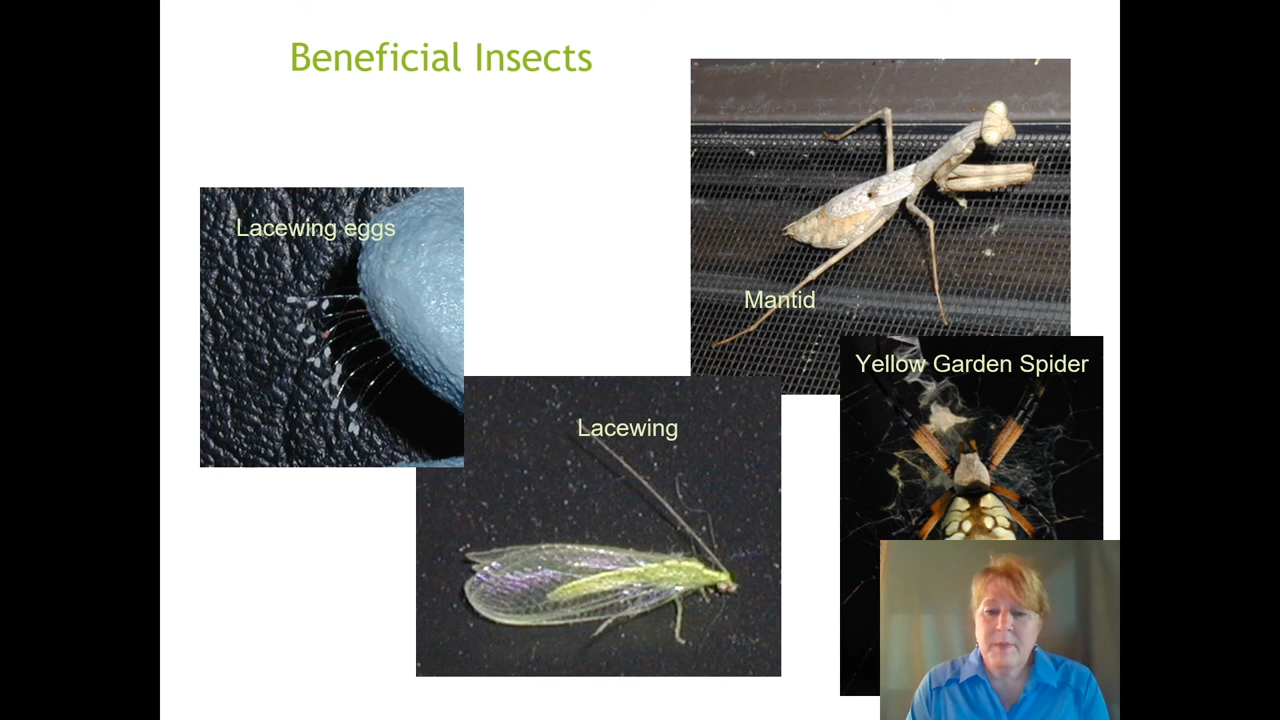 Beneficial Insects
Lacewing eggs
Mantid
Yellow Garden Spider
Lacewing